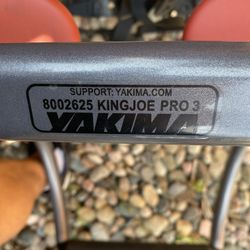 SUPPORT: YAKIMA.COM
8002625 KINGJOE PRO 3
YAKIMA